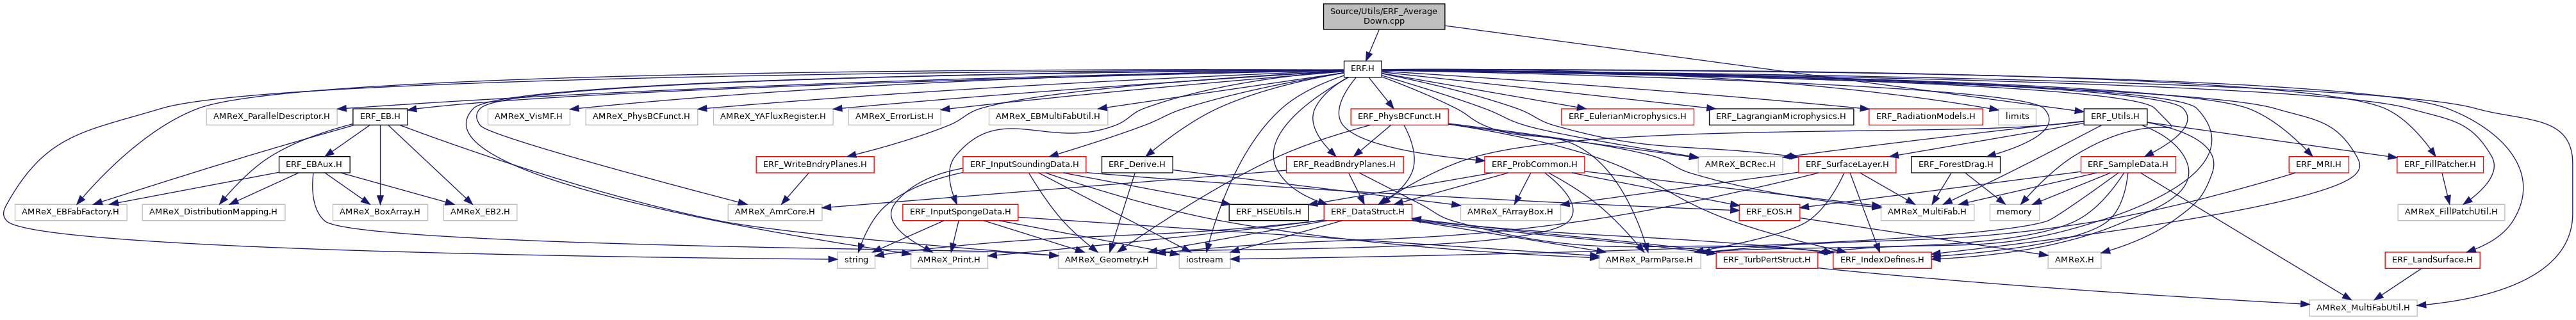 Source/Utils/ERF_Average
Down.cpp
ERF.H
AMReX_ParallelDescriptor.H
ERF_EB.H
AMReX_VisMF.H
AMReX_PhysBCFunct.H
AMReX_YAFluxRegister.H
AMReX_ErrorList.H
AMReX_EBMultiFabUtil.H
ERF_PhysBCFunct.H
ERF_EulerianMicrophysics.H
ERF_LagrangianMicrophysics.H
ERF_RadiationModels.H
limits
ERF_Utils.H
ERF_EBAux.H
ERF_WriteBndryPlanes.H
ERF_InputSoundingData.H
ERF_Derive.H
ERF_ReadBndryPlanes.H
ERF_ProbCommon.H
AMReX_BCRec.H
ERF_SurfaceLayer.H
ERF_ForestDrag.H
ERF_SampleData.H
ERF_MRI.H
ERF_FillPatcher.H
AMReX_EBFabFactory.H
AMReX_DistributionMapping.H
AMReX_BoxArray.H
AMReX_EB2.H
AMReX_AmrCore.H
ERF_InputSpongeData.H
ERF_HSEUtils.H
ERF_DataStruct.H
AMReX_FArrayBox.H
ERF_EOS.H
AMReX_MultiFab.H
memory
AMReX_FillPatchUtil.H
string
AMReX_Print.H
AMReX_Geometry.H
iostream
AMReX_ParmParse.H
ERF_TurbPertStruct.H
ERF_IndexDefines.H
AMReX.H
ERF_LandSurface.H
AMReX_MultiFabUtil.H